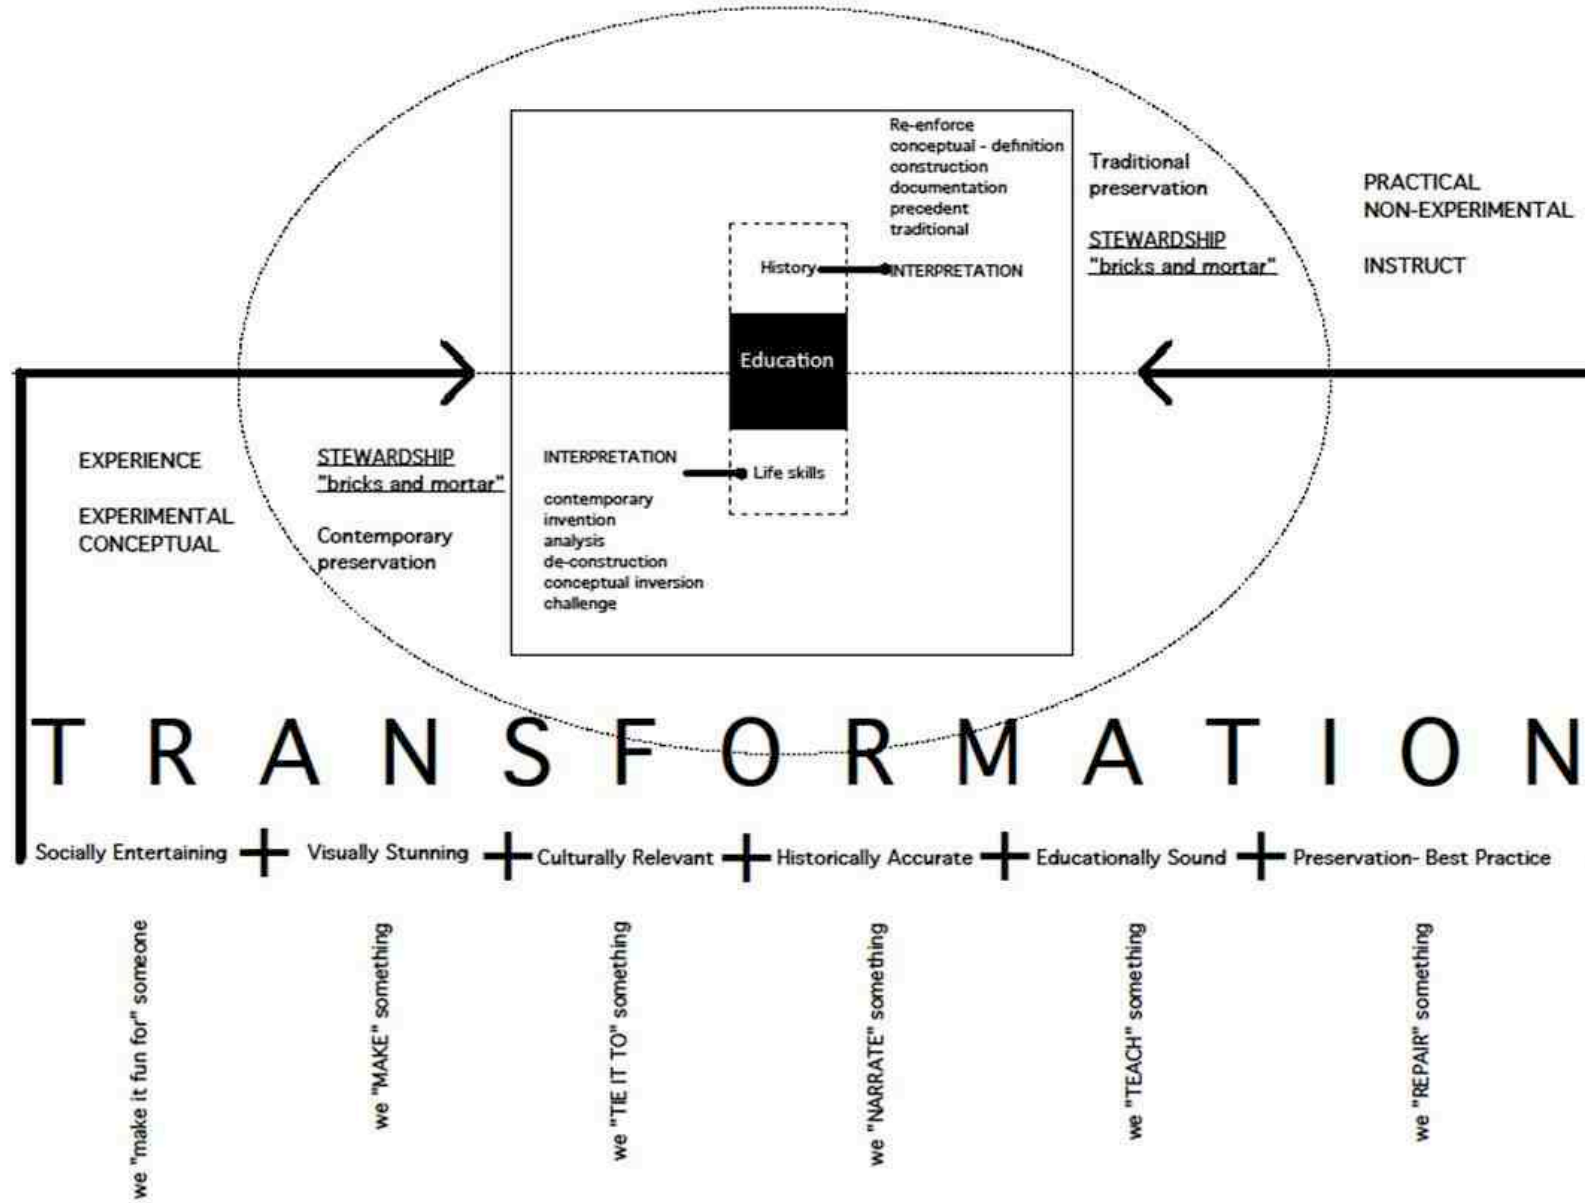 Re-enforce
conceptual - definition
construction
documentation
precedent
traditional
INTERPRETATION
Traditional
preservation
STEWARDSHIP
"bricks and mortar"
PRACTICAL
NON-EXPERIMENTAL
INSTRUCT
History
Education
Life skills
EXPERIENCE
EXPERIMENTAL
CONCEPTUAL
STEWARDSHIP
"bricks and mortar"
Contemporary
preservation
INTERPRETATION
contemporary
invention
analysis
de-construction
conceptual inversion
challenge
TRANSFORMATION
Socially Entertaining
Visually Stunning
Culturally Relevant
Historically Accurate
Educationally Sound
Preservation- Best Practice
we "make it fun for" someone
we "MAKE" something
we "TIE IT TO" something
we "NARRATE" something
we "TEACH" something
we "REPAIR" something